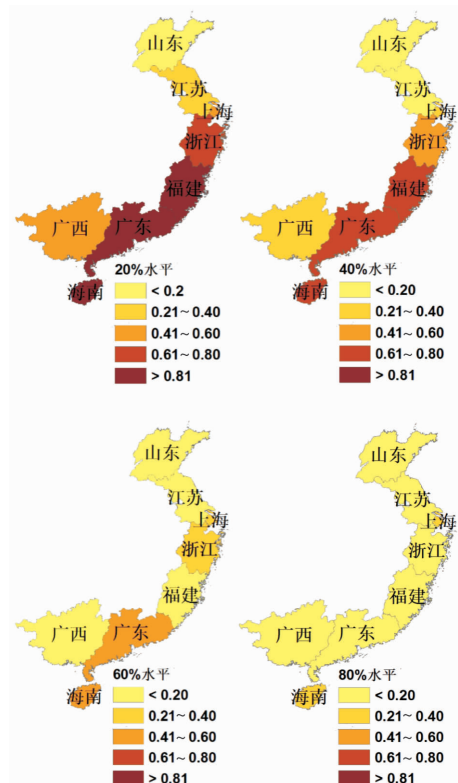 山东
江苏
上海
浙江
福建
广西
广东
海南
20%水平
< 0.2
0.21～0.40
0.41～0.60
0.61～0.80
> 0.81
山东
江苏
上海
浙江
福建
广西
广东
海南
40%水平
< 0.20
0.21～0.40
0.41～0.60
0.61～0.80
> 0.81
山东
江苏
上海
浙江
福建
广西
广东
海南
60%水平
< 0.20
0.21～0.40
0.41～0.60
0.61～0.80
> 0.81
山东
江苏
上海
浙江
福建
广西
广东
海南
80%水平
< 0.20
0.21～0.40
0.41～0.60
0.61～0.80
> 0.81